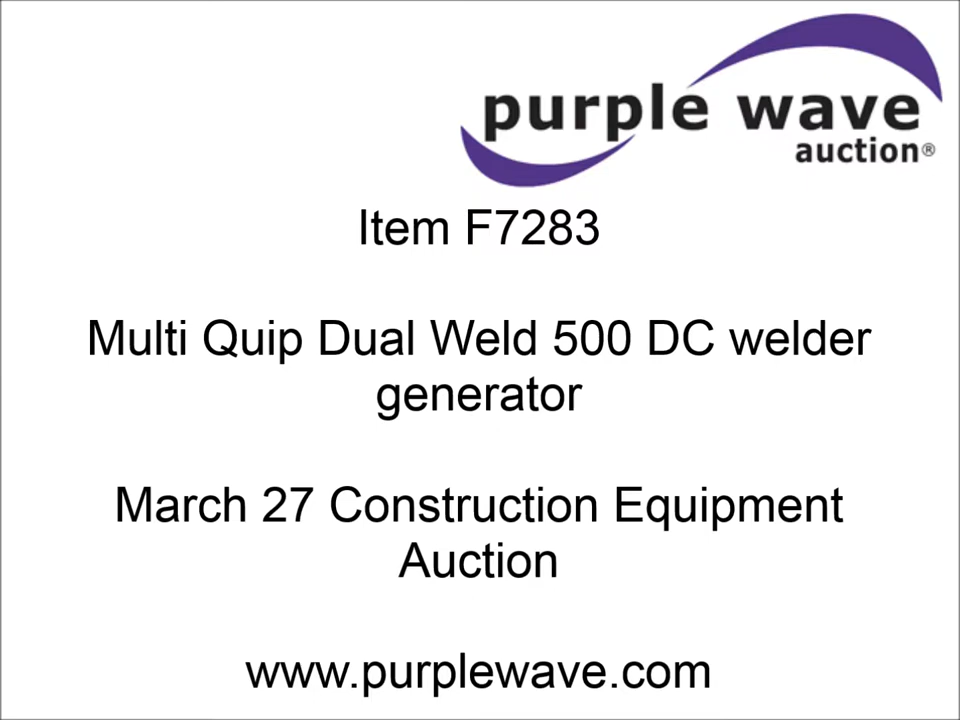 purple wave
auction®
Item F7283
Multi Quip Dual Weld 500 DC welder
generator
March 27 Construction Equipment
Auction
www.purplewave.com